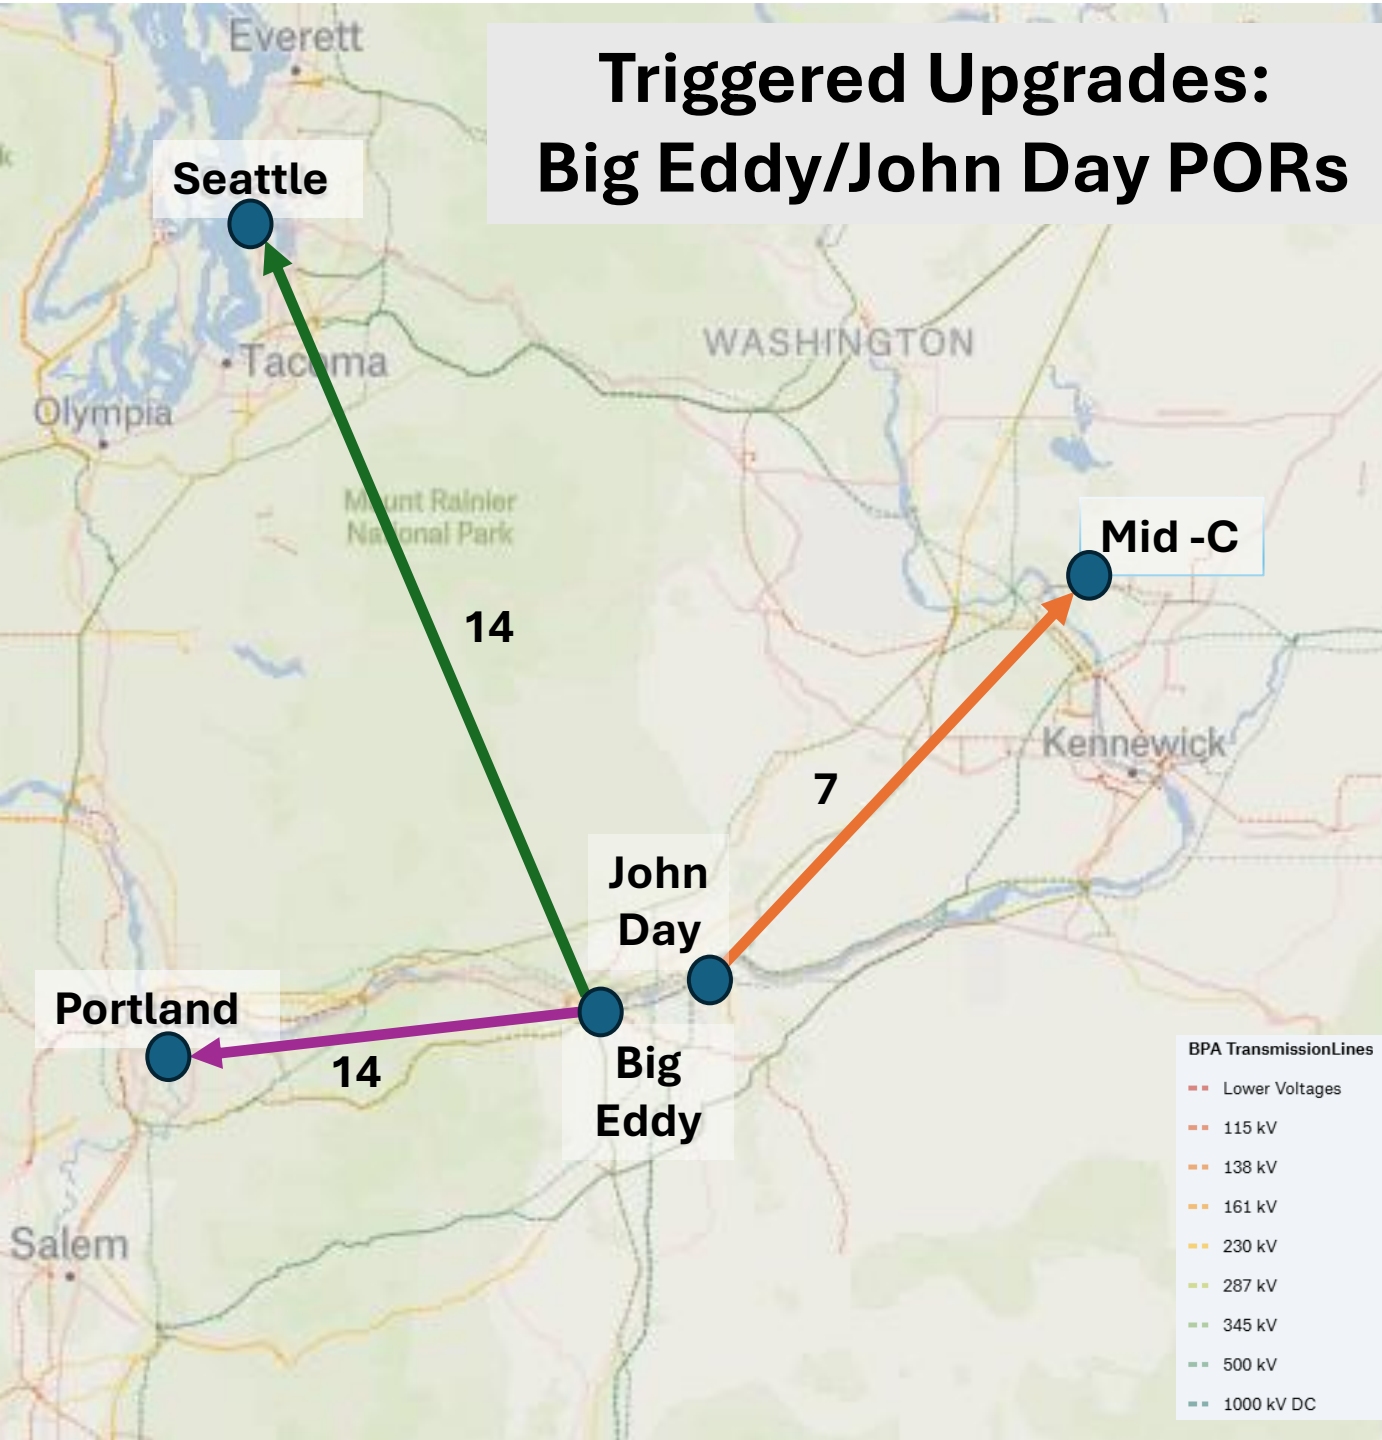 Everett
Triggered Upgrades:
Big Eddy/John Day PORs
Seattle
WASHINGTON
Tacoma
Olympia
Mount Rainier
National Park
Mid -C
14
Kennewick
7
John
Day
Portland
14
Big
Eddy
BPA TransmissionLines
Lower Voltages
115 kV
138 kV
161 kV
230 kV
287 kV
345 kV
500 kV
1000 kV DC
Salem